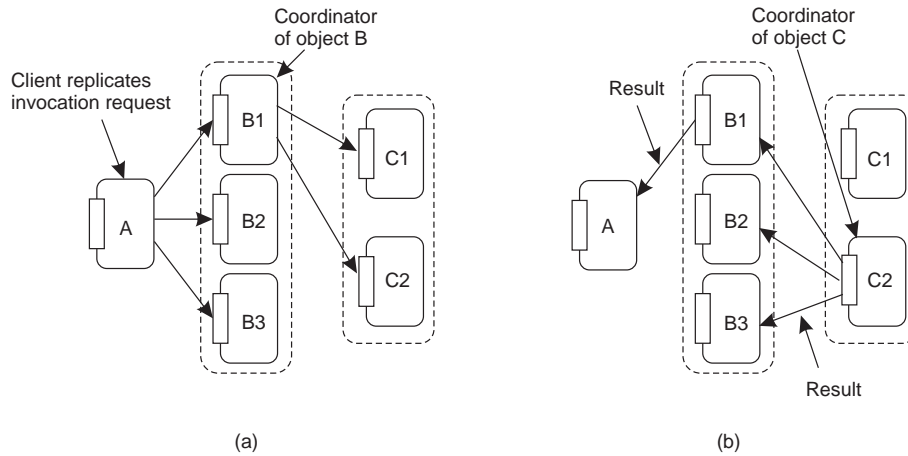 Coordinator
of object B
Client replicates
invocation request
A
B1
B2
B3
C1
C2
(a)
Coordinator
of object C
Result
A
B1
B2
B3
C1
C2
Result
(b)